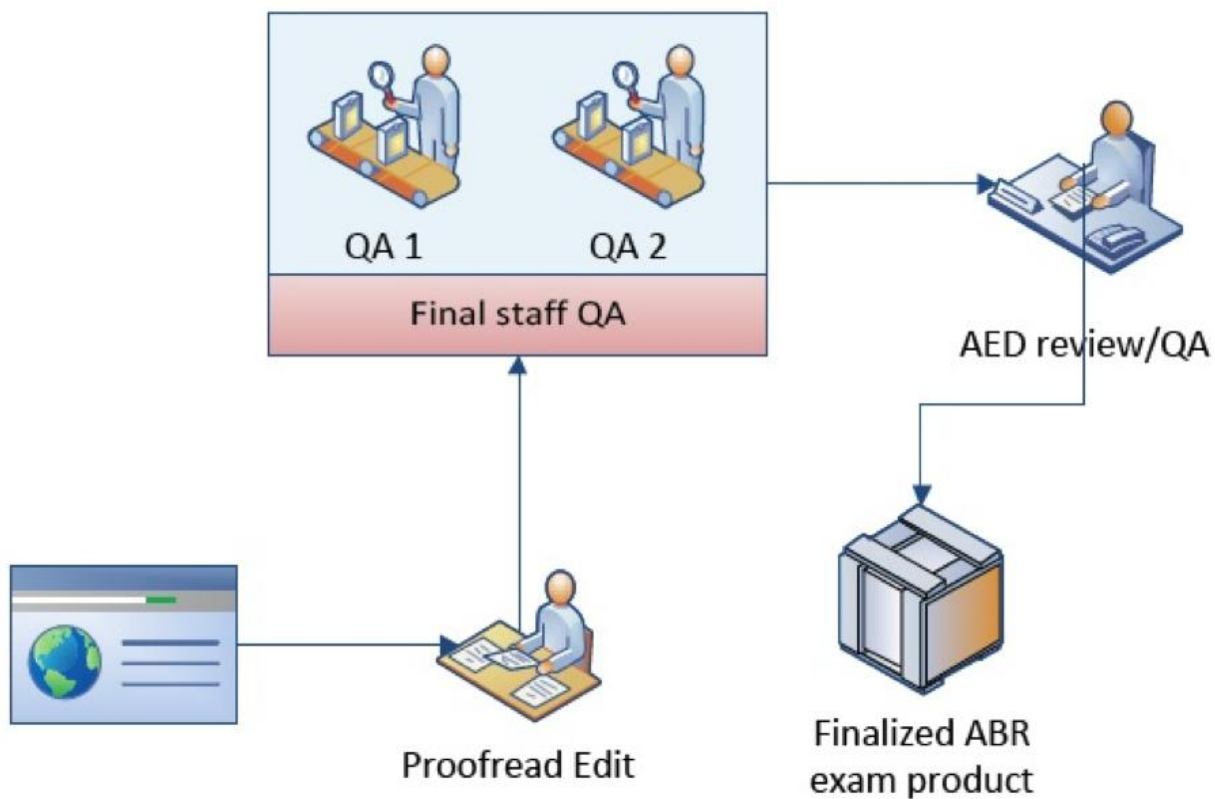 QA 1
QA 2
Final staff QA
AED review/QA
Proofread Edit
Finalized ABR
exam product